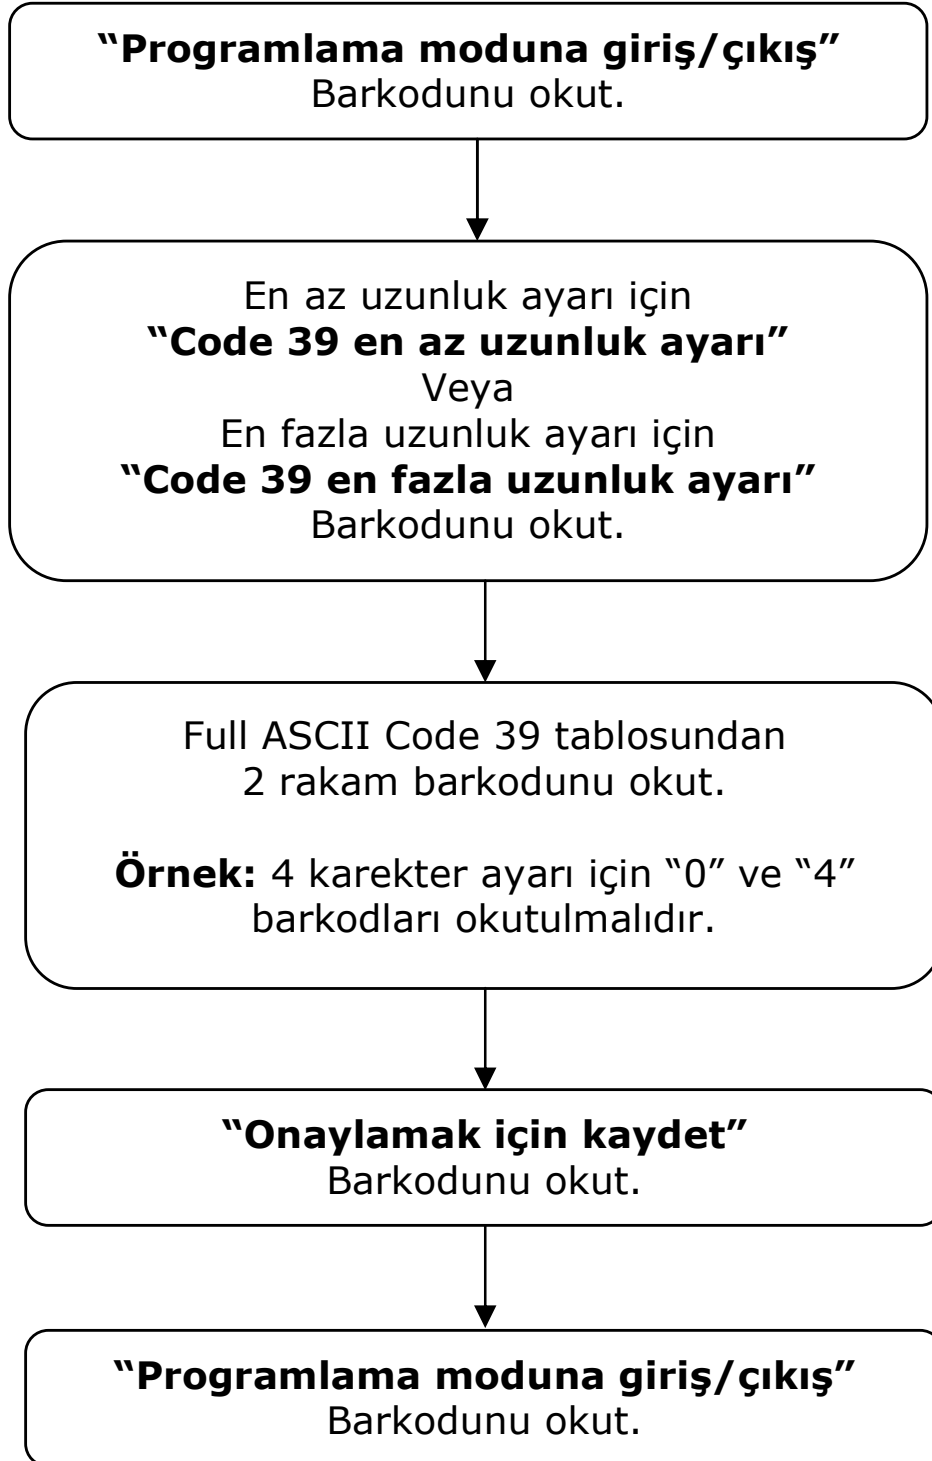 “Programlama moduna giriş/çıkış”
Barkodunu okut.
En az uzunluk ayarı için
“Code 39 en az uzunluk ayarı”
Veya
En fazla uzunluk ayarı için
“Code 39 en fazla uzunluk ayarı”
Barkodunu okut.
Full ASCII Code 39 tablosundan
2 rakam barkodunu okut.
Örnek: 4 karekter ayarı için “0” ve “4”
barkodları okutulmalıdır.
“Onaylamak için kaydet”
Barkodunu okut.
“Programlama moduna giriş/çıkış”
Barkodunu okut.